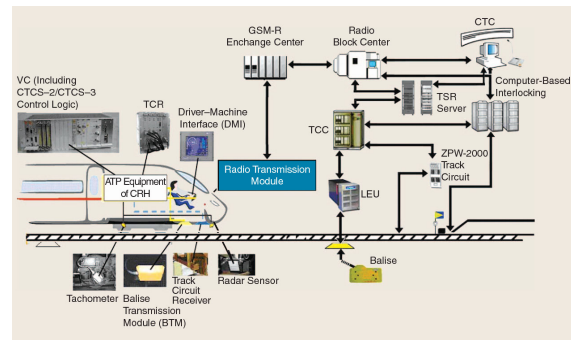 GSM-R
Exchange Center
Radio
Block Center
CTC
VC (Including
CTCS–2/CTCS–3
Control Logic)
TCR
Driver–Machine
Interface (DMI)
TCC
TSR
Server
Computer-Based
Interlocking
ZPW-2000
Track
Circuit
ATP Equipment
of CRH
Radio Transmission
Module
LEU
Balise
Tachometer
Balise
Transmission
Module (BTM)
Track
Circuit
Receiver
Radar Sensor